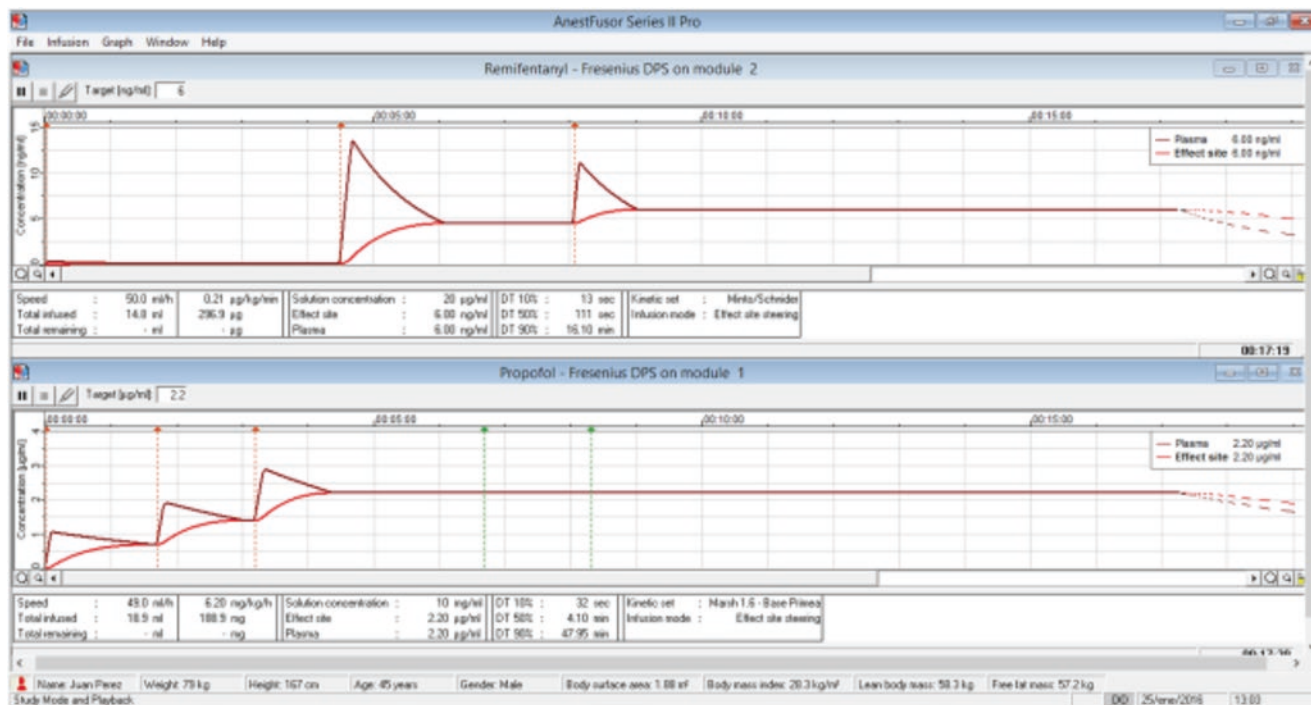 AnestFusor Series II Pro
File Infusion Graph Window Help
Remifentanyl - Fresenius DPS on module 2
Target [ng/ml]: 6
00:00:00 00:05:00 00:10:00 00:15:00
15
10
5
0
Concentration [ng/ml]
Plasma 6.00 ng/ml
Effect site 6.00 ng/ml
Speed : 50.0 ml/h 0.21 µg/kg/min Solution concentration : 20 µg/ml DT 10% : 13 sec Kinetic set : Minto/Schnider
Total infused : 14.8 ml 296.9 µg Effect site : 6.00 ng/ml DT 50% : 111 sec Infusion mode : Effect site steering
Total remaining : - ml - µg Plasma : 6.00 ng/ml DT 90% : 16.10 min
00:17:19
Propofol - Fresenius DPS on module 1
Target [µg/ml]: 2.2
00:00:00 00:05:00 00:10:00 00:15:00
4
3
2
1
0
Concentration [µg/ml]
Plasma 2.20 µg/ml
Effect site 2.20 µg/ml
Speed : 49.0 ml/h 6.20 mg/kg/h Solution concentration : 10 mg/ml DT 10% : 32 sec Kinetic set : Marsh 1.6 - Base Primea
Total infused : 18.9 ml 188.9 mg Effect site : 2.20 µg/ml DT 50% : 4.10 min Infusion mode : Effect site steering
Total remaining : - ml - mg Plasma : 2.20 µg/ml DT 90% : 47.95 min
Name: Juan Perez Weight: 79 kg Height: 167 cm Age: 45 years Gender: Male Body surface area: 1.88 m² Body mass index: 28.3 kg/m² Lean body mass: 58.3 kg Free fat mass: 57.2 kg
Study Mode and Playback 25/ene/2016 13:03